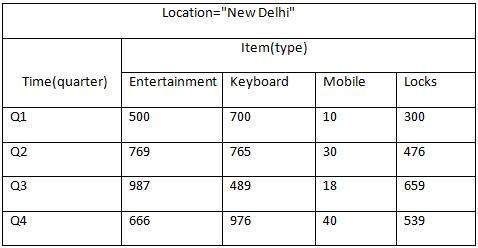 Location="New Delhi"
Item(type)
Time(quarter) Entertainment Keyboard Mobile Locks
Q1 500 700 10 300
Q2 769 765 30 476
Q3 987 489 18 659
Q4 666 976 40 539